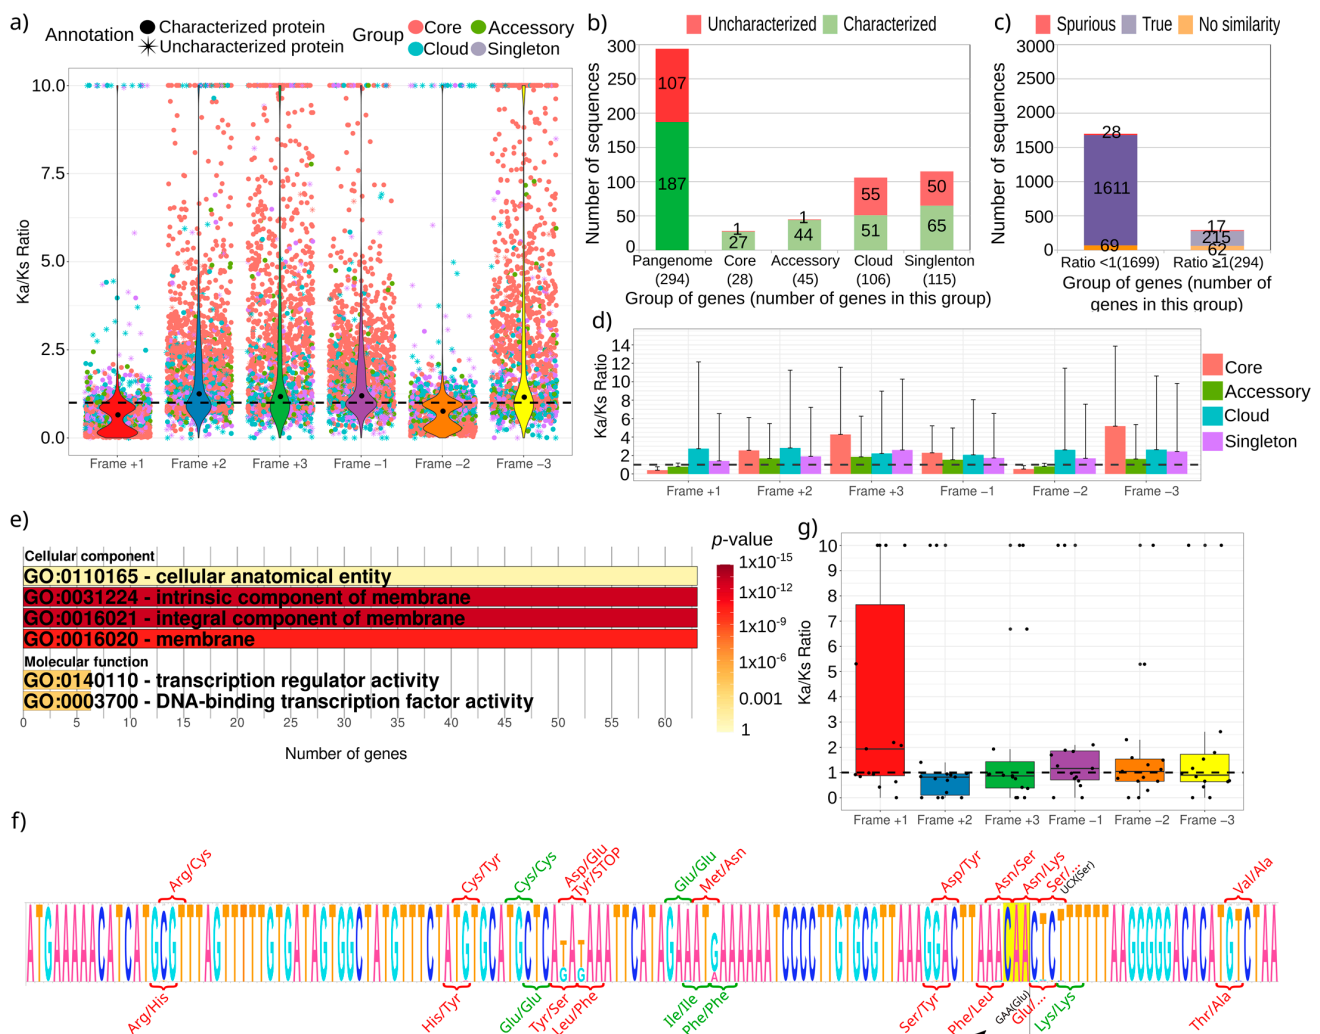 a)
Annotation
Characterized protein
Uncharacterized protein
Group
Core
Accessory
Cloud
Singleton
Ka/Ks Ratio
10.0
7.5
5.0
2.5
0.0
Frame +1
Frame +2
Frame +3
Frame −1
Frame −2
Frame −3
b)
Uncharacterized
Characterized
Number of sequences
300
250
200
150
100
50
0
107
187
1
27
1
44
55
51
50
65
Pangenome
(294)
Core
(28)
Accessory
(45)
Cloud
(106)
Singlenton
(115)
Group of genes (number of genes in this group)
c)
Spurious
True
No similarity
Number of sequences
3000
2500
2000
1500
1000
500
0
28
1611
69
17
215
62
Ratio <1(1699)
Ratio ≥1(294)
Group of genes (number of
genes in this group)
d)
Ka/Ks Ratio
14
12
10
8
6
4
2
0
Frame +1
Frame +2
Frame +3
Frame −1
Frame −2
Frame −3
Core
Accessory
Cloud
Singleton
e)
Cellular component
GO:0110165 - cellular anatomical entity
GO:0031224 - intrinsic component of membrane
GO:0016021 - integral component of membrane
GO:0016020 - membrane
Molecular function
GO:0140110 - transcription regulator activity
GO:0003700 - DNA-binding transcription factor activity
0
5
10
15
20
25
30
35
40
45
50
55
60
Number of genes
p-value
1x10-15
1x10-12
1x10-9
1x10-6
0.001
1
g)
Ka/Ks Ratio
10
9
8
7
6
5
4
3
2
1
0
Frame +1
Frame +2
Frame +3
Frame −1
Frame −2
Frame −3
f)
Arg/Cys
Cys/Tyr
Cys/Cys
Asp/Glu
Tyr/STOP
Glu/Glu
Met/Asn
Asp/Tyr
Asn/Ser
Asn/Lys
Ser/...
UCX(Ser)
Val/Ala
Arg/His
His/Tyr
Glu/Glu
Tyr/Ser
Leu/Phe
Ile/Ile
Phe/Phe
Ser/Tyr
Phe/Leu
GAA(Glu)
Glu/...
Lys/Lys
Thr/Ala